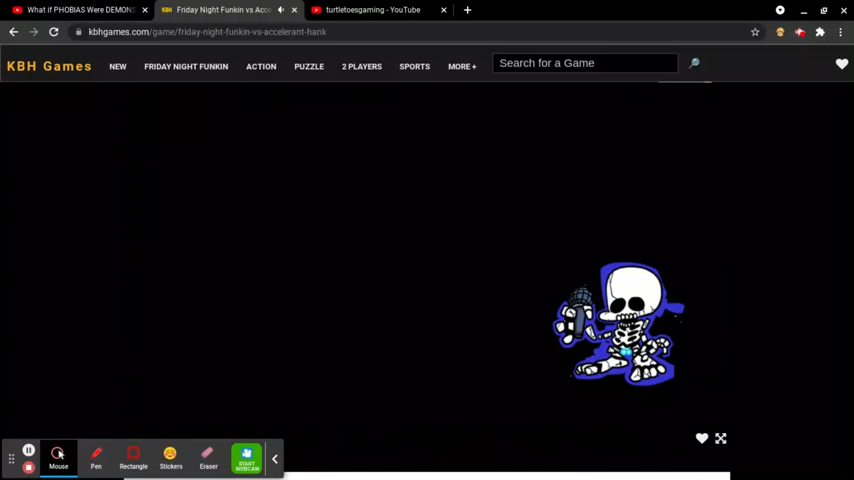 What if PHOBIAS Were DEMONS
Friday Night Funkin vs Acce
turtletoesgaming - YouTube
kbhgames.com/game/friday-night-funkin-vs-accelerant-hank
KBH Games NEW FRIDAY NIGHT FUNKIN ACTION PUZZLE 2 PLAYERS SPORTS MORE + Search for a Game
Mouse Pen Rectangle Stickers Eraser START WEBCAM